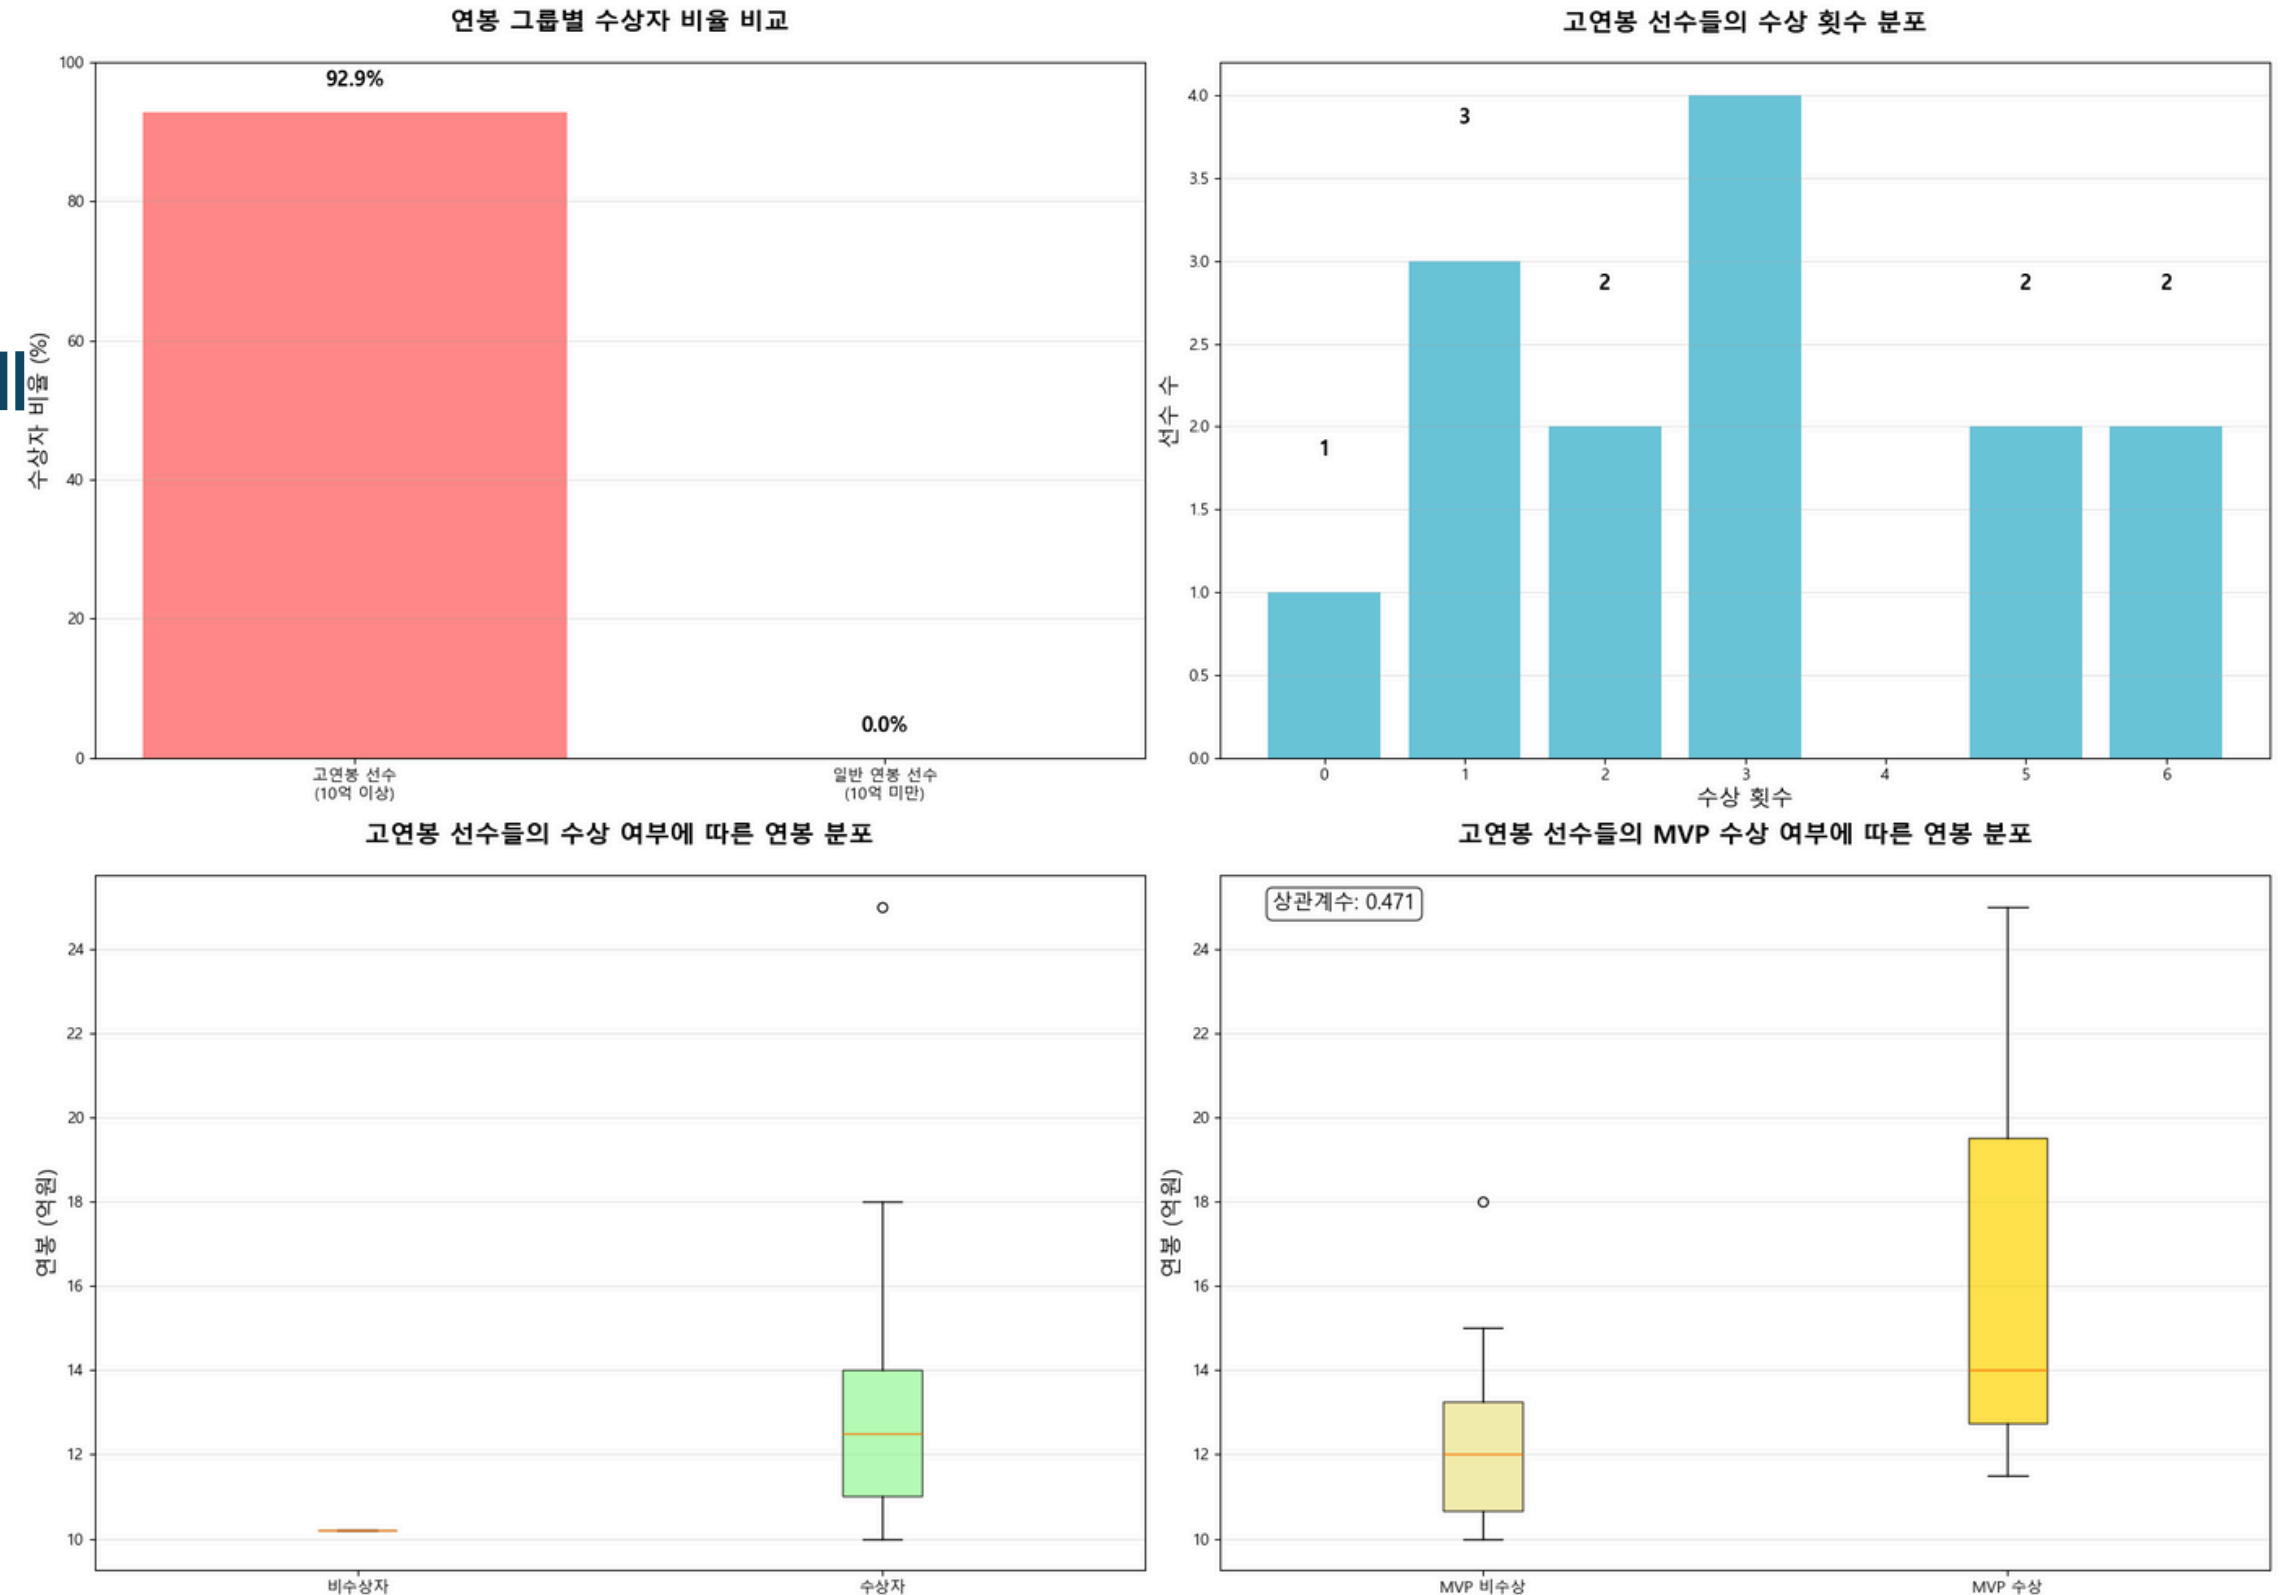 연봉 그룹별 수상자 비율 비교
100
80
60
40
20
0
수상자 비율 (%)
92.9%
0.0%
고연봉 선수
(10억 이상)
일반 연봉 선수
(10억 미만)
고연봉 선수들의 수상 횟수 분포
4.0
3.5
3.0
2.5
2.0
1.5
1.0
0.5
0.0
선수 수
1
3
2
2
2
0
1
2
3
4
5
6
수상 횟수
고연봉 선수들의 수상 여부에 따른 연봉 분포
24
22
20
18
16
14
12
10
연봉 (억원)
비수상자
수상자
고연봉 선수들의 MVP 수상 여부에 따른 연봉 분포
상관계수: 0.471
24
22
20
18
16
14
12
10
연봉 (억원)
MVP 비수상
MVP 수상